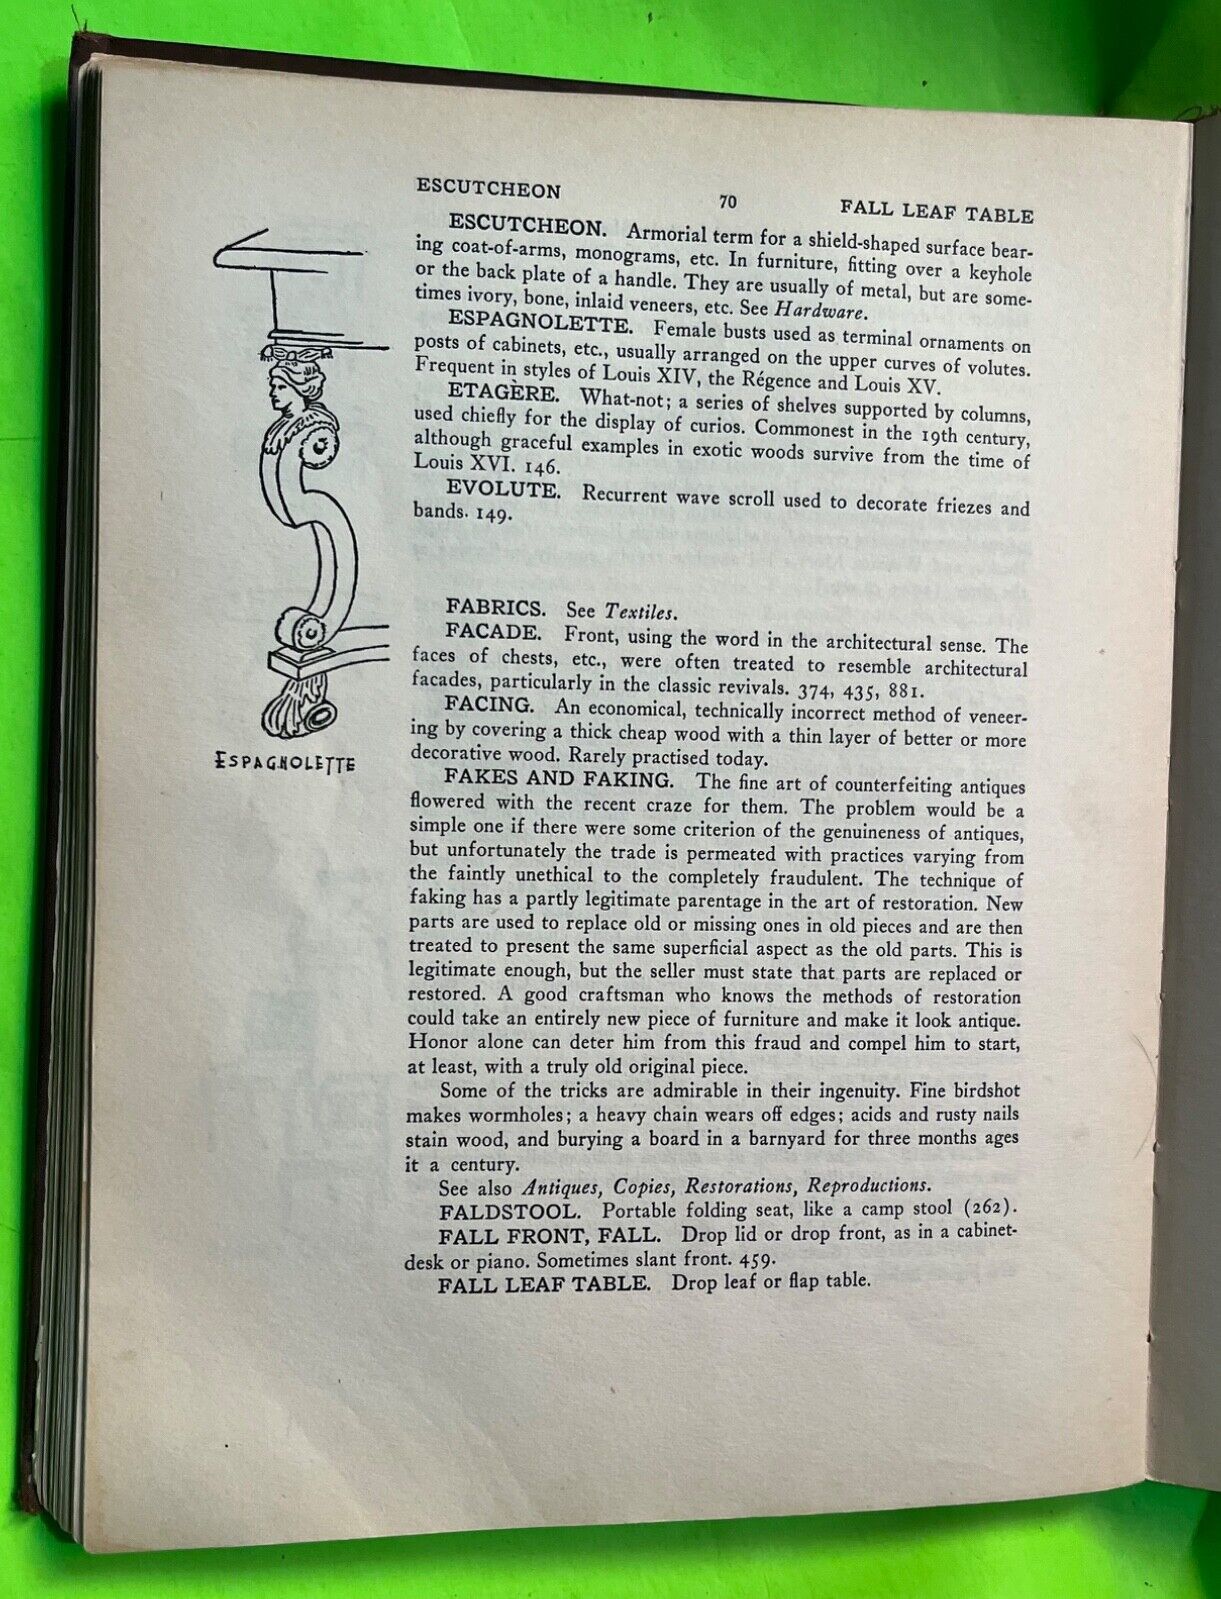 ESCUTCHEON 70 FALL LEAF TABLE
ESCUTCHEON. Armorial term for a shield-shaped surface bear-
ing coat-of-arms, monograms, etc. In furniture, fitting over a keyhole
or the back plate of a handle. They are usually of metal, but are some-
times ivory, bone, inlaid veneers, etc. See Hardware.
ESPAGNOLETTE. Female busts used as terminal ornaments on
posts of cabinets, etc., usually arranged on the upper curves of volutes.
Frequent in styles of Louis XIV, the Régence and Louis XV.
ETAGÈRE. What-not; a series of shelves supported by columns,
used chiefly for the display of curios. Commonest in the 19th century,
although graceful examples in exotic woods survive from the time of
Louis XVI. 146.
EVOLUTE. Recurrent wave scroll used to decorate friezes and
bands. 149.
FABRICS. See Textiles.
FACADE. Front, using the word in the architectural sense. The
faces of chests, etc., were often treated to resemble architectural
facades, particularly in the classic revivals. 374, 435, 881.
FACING. An economical, technically incorrect method of veneer-
ing by covering a thick cheap wood with a thin layer of better or more
decorative wood. Rarely practised today.
FAKES AND FAKING. The fine art of counterfeiting antiques
flowered with the recent craze for them. The problem would be a
simple one if there were some criterion of the genuineness of antiques,
but unfortunately the trade is permeated with practices varying from
the faintly unethical to the completely fraudulent. The technique of
faking has a partly legitimate parentage in the art of restoration. New
parts are used to replace old or missing ones in old pieces and are then
treated to present the same superficial aspect as the old parts. This is
legitimate enough, but the seller must state that parts are replaced or
restored. A good craftsman who knows the methods of restoration
could take an entirely new piece of furniture and make it look antique.
Honor alone can deter him from this fraud and compel him to start,
at least, with a truly old original piece.
Some of the tricks are admirable in their ingenuity. Fine birdshot
makes wormholes; a heavy chain wears off edges; acids and rusty nails
stain wood, and burying a board in a barnyard for three months ages
it a century.
See also Antiques, Copies, Restorations, Reproductions.
FALDSTOOL. Portable folding seat, like a camp stool (262).
FALL FRONT, FALL. Drop lid or drop front, as in a cabinet-
desk or piano. Sometimes slant front. 459.
FALL LEAF TABLE. Drop leaf or flap table.
ESPAGNOLETTE